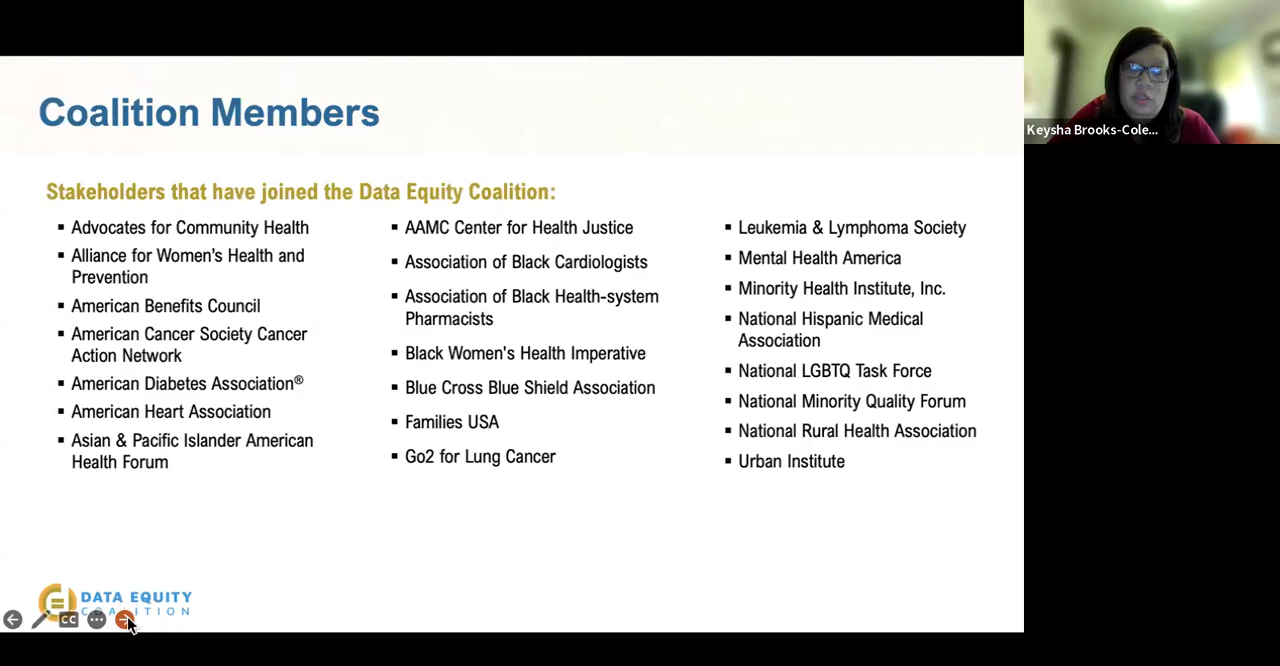 Coalition Members
Stakeholders that have joined the Data Equity Coalition:
▪ Advocates for Community Health
▪ Alliance for Women's Health and
Prevention
▪ American Benefits Council
▪ American Cancer Society Cancer
Action Network
▪ American Diabetes Association®
▪ American Heart Association
▪ Asian & Pacific Islander American
Health Forum
▪ AAMC Center for Health Justice
▪ Association of Black Cardiologists
▪ Association of Black Health-system
Pharmacists
▪ Black Women's Health Imperative
▪ Blue Cross Blue Shield Association
▪ Families USA
▪ Go2 for Lung Cancer
▪ Leukemia & Lymphoma Society
▪ Mental Health America
▪ Minority Health Institute, Inc.
▪ National Hispanic Medical
Association
▪ National LGBTQ Task Force
▪ National Minority Quality Forum
▪ National Rural Health Association
▪ Urban Institute
DATA EQUITY
COALITION
CC
Keysha Brooks-Cole...